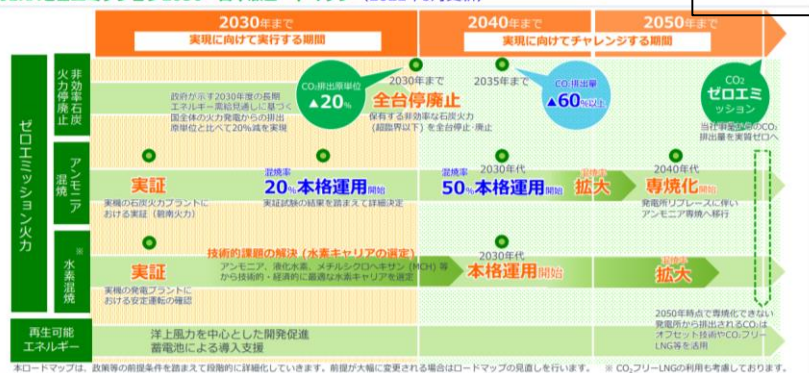 2030年まで
実現に向けて実行する期間
2040年まで
2050年まで
実現に向けてチャレンジする期間
ゼロエミッション火力
非効率石炭
火力停廃止
政府が示す2030年度の長期
エネルギー需給見通しに基づく
国全体の火力発電からの排出
原単位と比べて20%減を実現
CO₂排出原単位
▲20%
2030年まで
全台停廃止
保有する非効率な石炭火力
(超臨界以下)を全台停止・廃止
2035年まで
CO₂排出量
▲60%以上
CO₂
ゼロエミ
ッション
排出量を実質ゼロへ
アンモニア
混焼
実証
実機の石炭火力プラントに
おける実証(碧南火力)
混焼率
20%本格運用開始
実証試験の結果を踏まえて詳細決定
2030年代
混焼率
50%本格運用開始
混焼率
拡大
2040年代
専焼化開始
発電所リプレースに伴い
アンモニア専焼へ移行
※
水素混焼
実証
実機の発電プラントに
おける安定運転の確認
技術的課題の解決(水素キャリアの選定)
アンモニア、液化水素、メチルシクロヘキサン(MCH)等
から技術的・経済的に最適な水素キャリアを選定
2030年代
本格運用開始
混焼率
拡大
2050年時点で専焼化できない
発電所から排出されるCO₂は
オフセット技術やCO₂フリー
LNG等を活用
再生可能
エネルギー
洋上風力を中心とした開発促進
蓄電池による導入支援
本ロードマップは、政策等の前提条件を踏まえて段階的に詳細化していきます。前提が大幅に変更される場合はロードマップの見直しを行います。 ※ CO₂フリーLNGの利用も考慮しております。